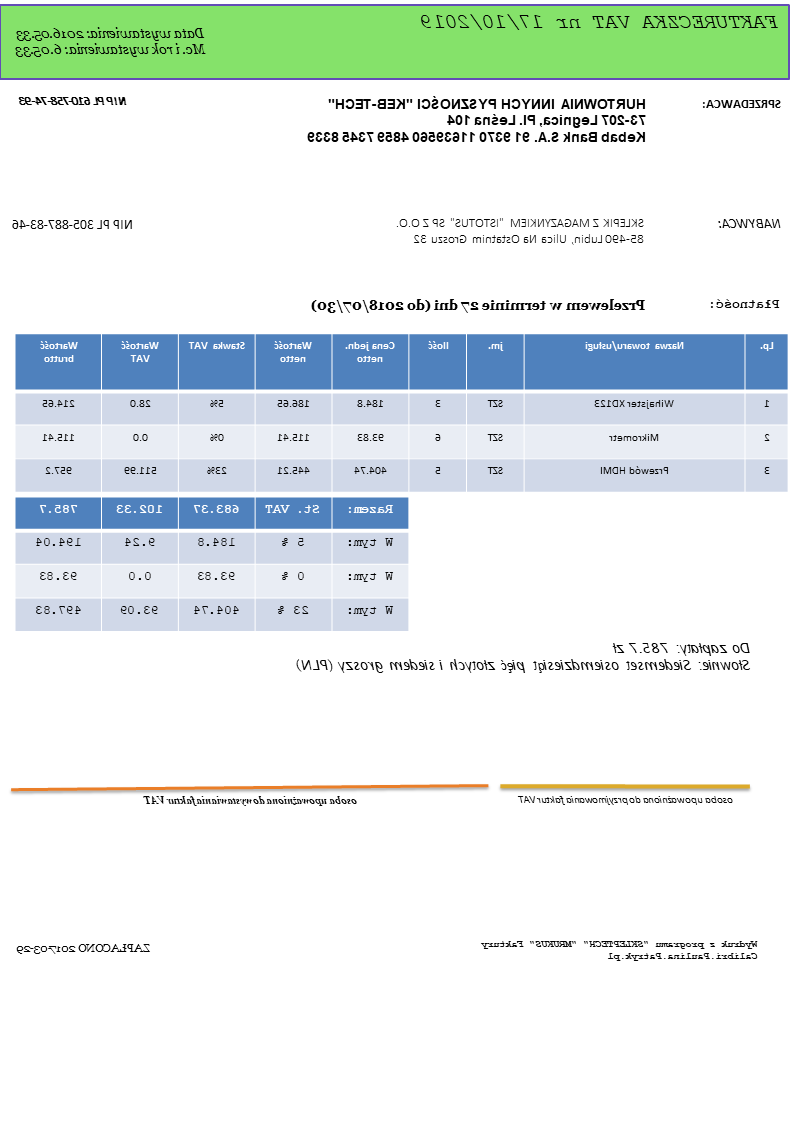 FAKTURECZKA VAT nr 17/10/2019
Data wystawienia: 2016.05.33
Mc. i rok wystawienia: 6.0.33
SPRZEDAWCA:
HURTOWNIA INNYCH PYSZNOŚCI "KEB-TECH"
73-207 Legnica, Pl. Leśna 104
Kebab Bank S.A. 91 9370 11639560 4859 7345 8339
NIP PL 610-758-74-93
NABYWCA:
SKLEPIK Z MAGAZYNKIEM "ISTOTUS" SP Z O.O.
85-490 Lubin, Ulica Na Ostatnim Groszu 32
NIP PL 305-887-83-46
Płatność: Przelewem w terminie 27 dni (do 2018/07/30)
Lp. Nazwa towaru/usługi jm. Ilość Cena jedn. netto Wartość netto Stawka VAT Wartość VAT Wartość brutto
1 Wihajster XD123 SZT 3 184.8 186.65 5% 28.0 214.65
2 Mikrometr SZT 6 93.83 115.41 0% 0.0 115.41
3 Przewód HDMI SZT 5 404.74 445.21 23% 511.99 957.2
Razem: St. VAT 683.37 102.33 785.7
W tym: 5 % 184.8 9.24 194.04
W tym: 0 % 93.83 0.0 93.83
W tym: 23 % 404.74 93.09 497.83
Do zapłaty: 785.7 zł
Słownie: Siedemset osiemdziesiąt pięć złotych i siedem groszy (PLN)
osoba upoważniona do przyjmowania faktur VAT
osoba upoważniona do wystawiania faktur VAT
Wydruk z programu "SKLEPTECH" "MRUKUS" Faktury
Calibri.Paulina.Patryk.pl
ZAPŁACONO 2017-03-29